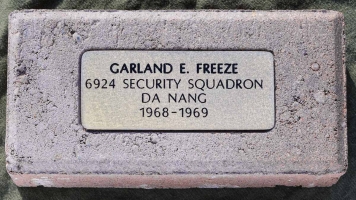 GARLAND E. FREEZE
6924 SECURITY SQUADRON
DA NANG
1968-1969